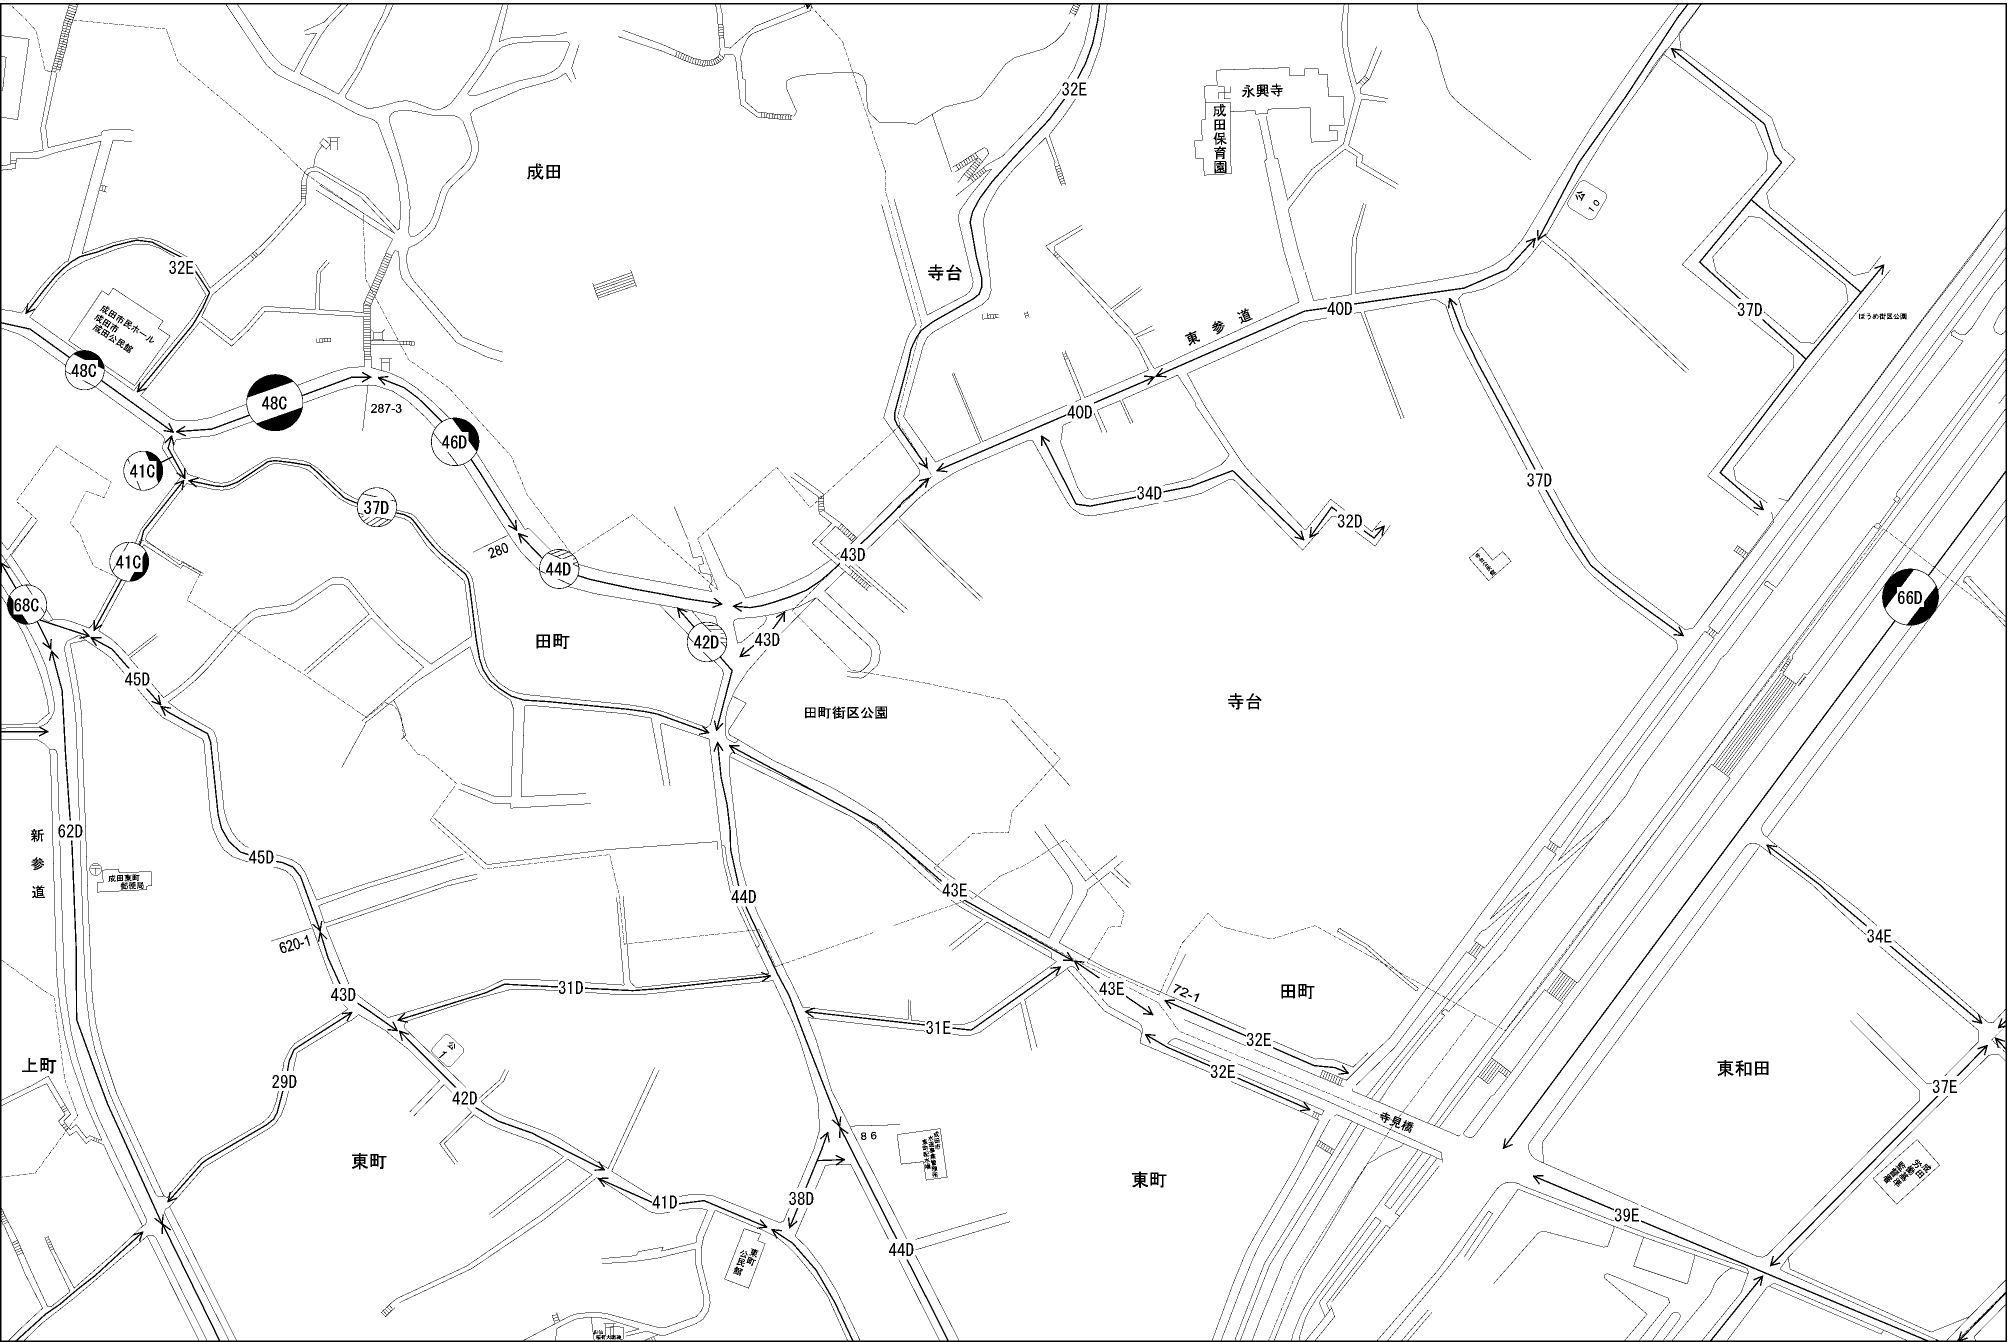 32E
永興寺
成田保育園
成田
公
10
32E
寺台
37D
ぼうめ街区公園
成田市民ホール
成田市
成田公民館
東参道
40D
48C
48C
287-3
40D
46D
41C
37D
34D
37D
32D
280
43D
44D
41C
66D
68C
43D
42D
田町
45D
寺台
田町街区公園
新参道
62D
45D
成田東町
郵便局
44D
43E
34E
620-1
31D
43D
43E
72-1
田町
31E
32E
公
1
上町
29D
32E
東和田
37E
42D
寺見橋
86
東町
東町
38D
41D
39E
44D
東町
公民館